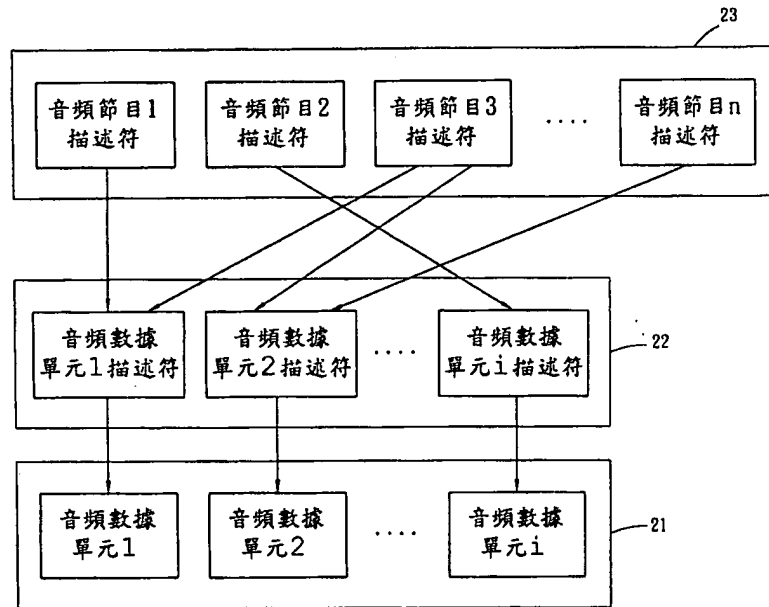 23
音頻節目1
描述符
音頻節目2
描述符
音頻節目3
描述符
....
音頻節目n
描述符
音頻數據
單元1描述符
音頻數據
單元2描述符
....
音頻數據
單元i描述符
22
音頻數據
單元1
音頻數據
單元2
....
音頻數據
單元i
21